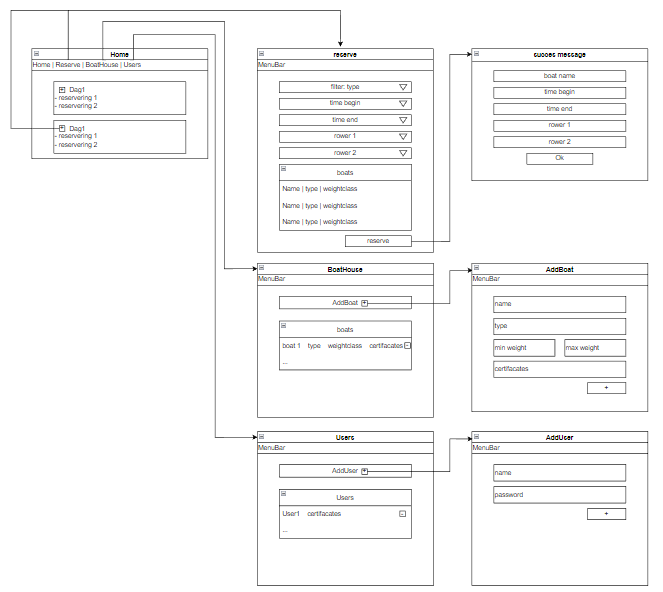 Home
Home | Reserve | BoatHouse | Users
Dag1
- reservering 1
- reservering 2
Dag1
- reservering 1
- reservering 2
reserve
MenuBar
filter: type
time begin
time end
rower 1
rower 2
boats
Name | type | weightclass
Name | type | weightclass
Name | type | weightclass
reserve
succes message
boat name
time begin
time end
rower 1
rower 2
Ok
BoatHouse
MenuBar
AddBoat +
boats
boat 1 type weightclass certifacates -
...
AddBoat
MenuBar
name
type
min weight max weight
certifacates
+
Users
MenuBar
AddUser +
Users
User1 certifacates -
...
AddUser
MenuBar
name
password
+